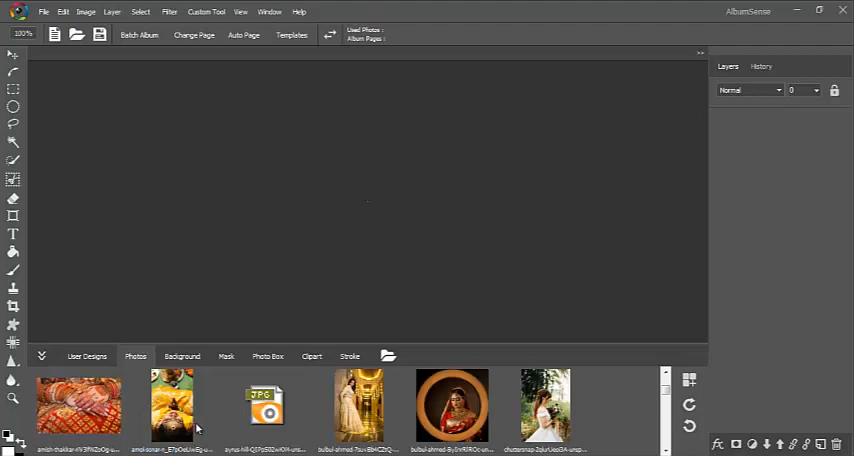 File Edit Image Layer Select Filter Custom Tool View Window Help
AlbumSense
100%
Batch Album Change Page Auto Page Templates
Used Photos :
Album Pages :
>>
Layers History
Normal 0
User Designs Photos Background Mask Photo Box Clipart Stroke
JPG